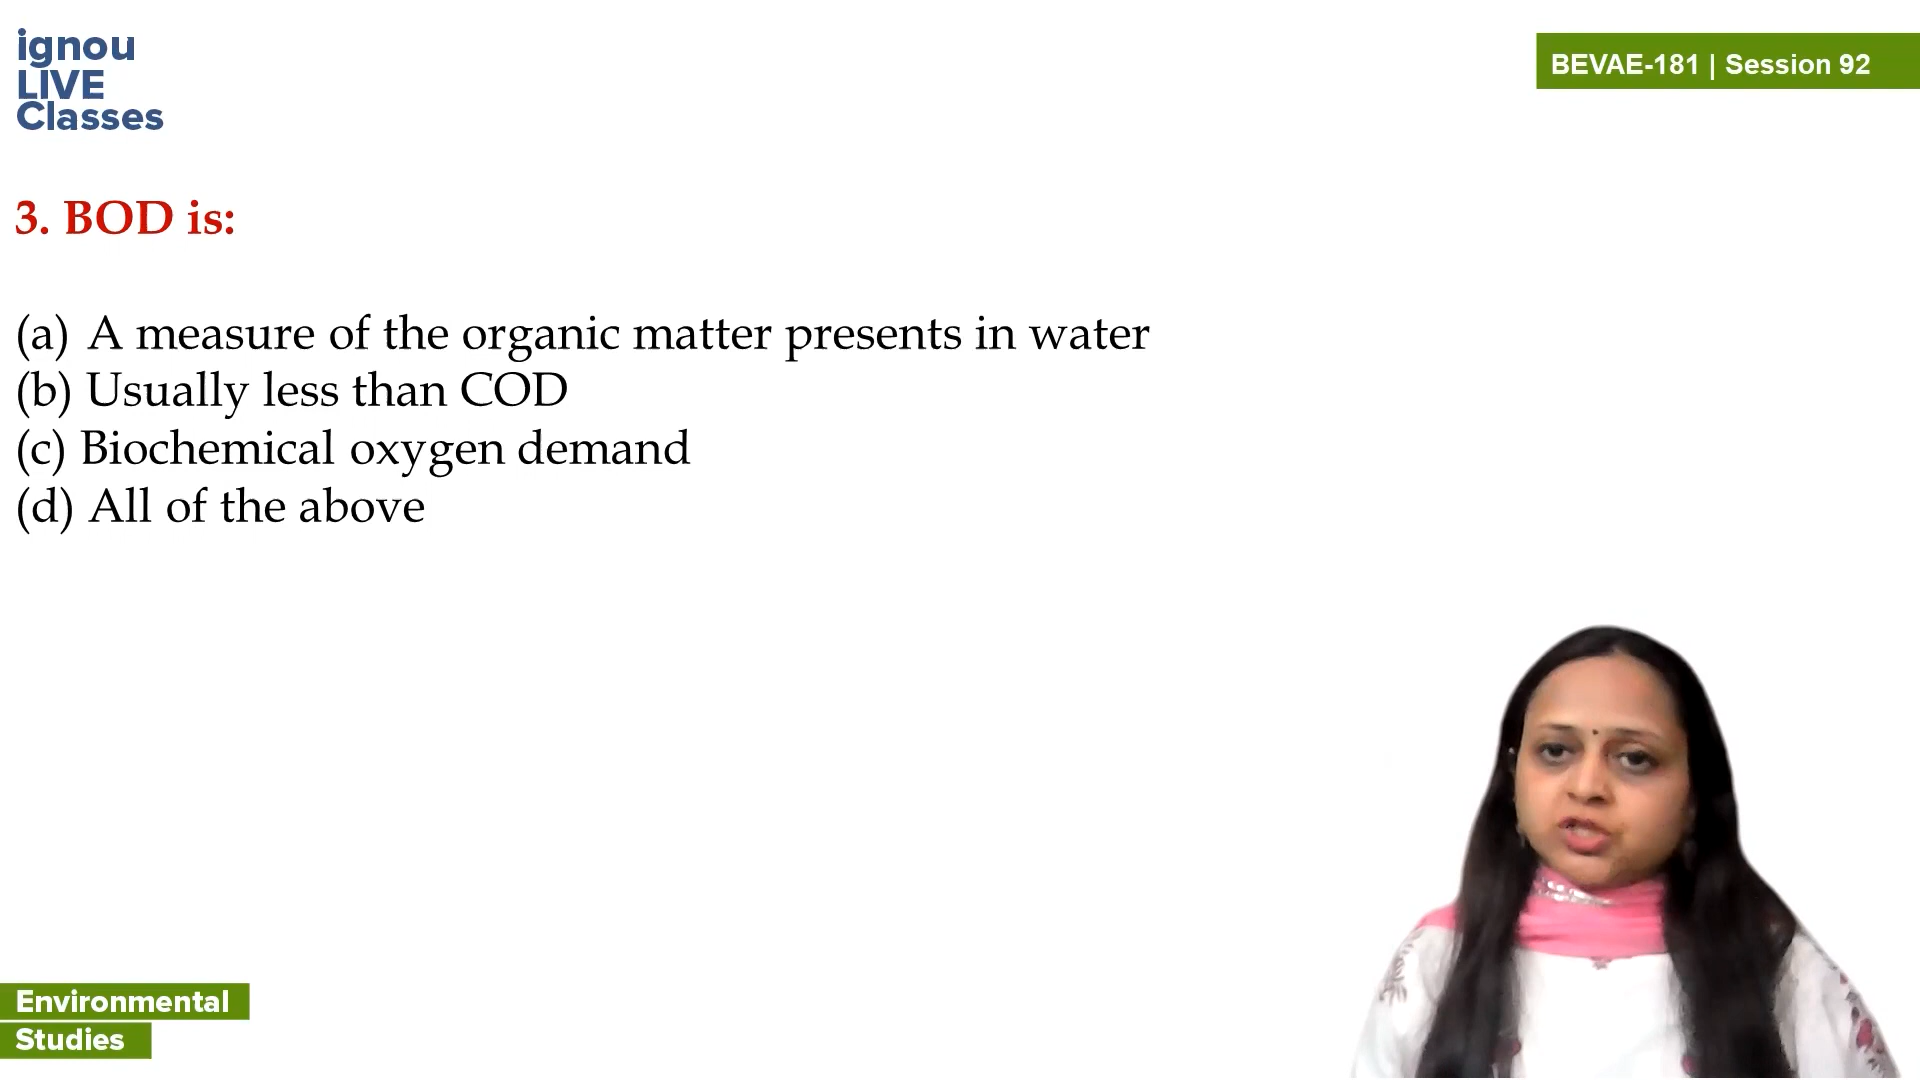 ignou
LIVE
Classes
BEVAE-181 | Session 92
3. BOD is:
(a) A measure of the organic matter presents in water
(b) Usually less than COD
(c) Biochemical oxygen demand
(d) All of the above
Environmental
Studies